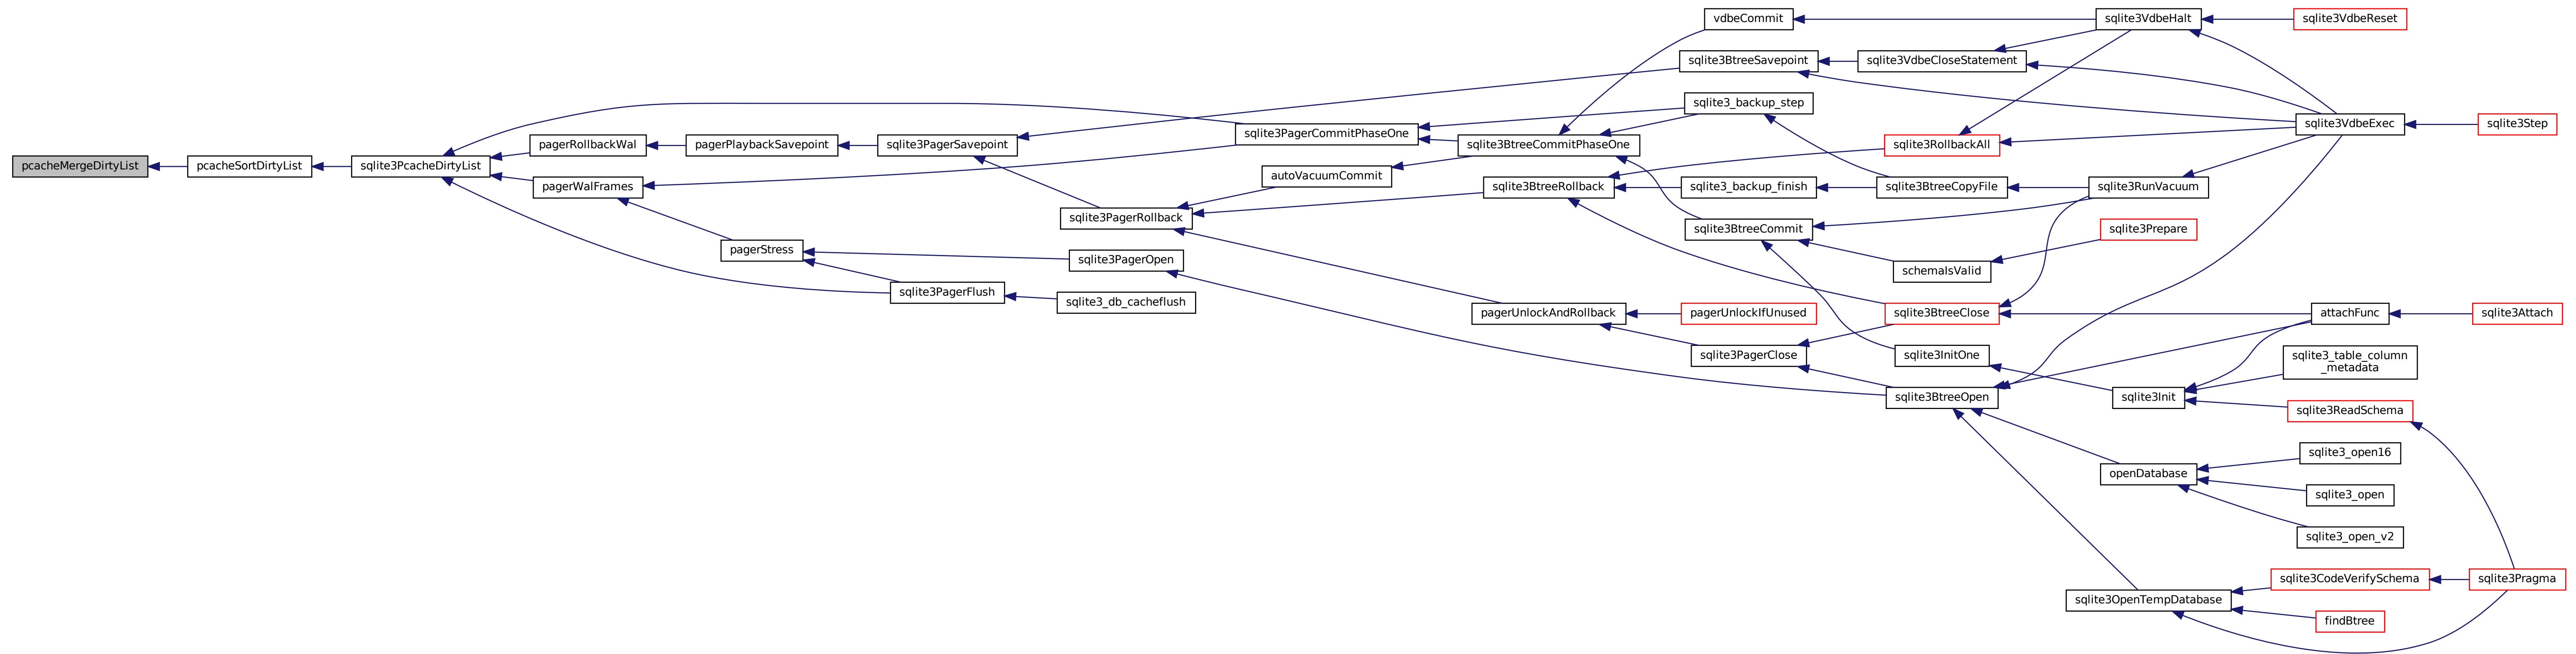 pcacheMergeDirtyList
pcacheSortDirtyList
sqlite3PcacheDirtyList
pagerRollbackWal
pagerWalFrames
pagerPlaybackSavepoint
pagerStress
sqlite3PagerSavepoint
sqlite3PagerFlush
sqlite3PagerRollback
sqlite3PagerOpen
sqlite3_db_cacheflush
sqlite3PagerCommitPhaseOne
autoVacuumCommit
sqlite3BtreeCommitPhaseOne
sqlite3BtreeRollback
pagerUnlockAndRollback
vdbeCommit
sqlite3BtreeSavepoint
sqlite3_backup_step
sqlite3_backup_finish
sqlite3BtreeCommit
pagerUnlockIfUnused
sqlite3PagerClose
sqlite3VdbeCloseStatement
sqlite3RollbackAll
sqlite3BtreeCopyFile
schemaIsValid
sqlite3BtreeClose
sqlite3InitOne
sqlite3BtreeOpen
sqlite3VdbeHalt
sqlite3RunVacuum
sqlite3Prepare
sqlite3Init
openDatabase
sqlite3OpenTempDatabase
sqlite3VdbeReset
sqlite3VdbeExec
attachFunc
sqlite3_table_column
_metadata
sqlite3ReadSchema
sqlite3_open16
sqlite3_open
sqlite3_open_v2
sqlite3CodeVerifySchema
findBtree
sqlite3Step
sqlite3Attach
sqlite3Pragma